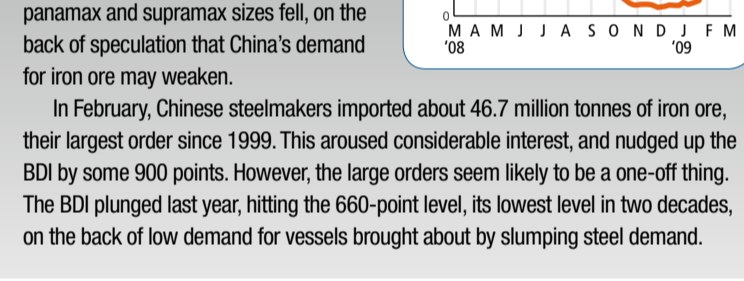 panamax and supramax sizes fell, on the
back of speculation that China's demand
for iron ore may weaken.
0
M A M J J A S O N D J F M
'08 '09
In February, Chinese steelmakers imported about 46.7 million tonnes of iron ore,
their largest order since 1999. This aroused considerable interest, and nudged up the
BDI by some 900 points. However, the large orders seem likely to be a one-off thing.
The BDI plunged last year, hitting the 660-point level, its lowest level in two decades,
on the back of low demand for vessels brought about by slumping steel demand.